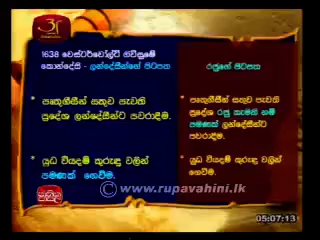 1638 වෙස්ටර්වෝල්ට් ගිවිසුමේ
කොන්දේසි - ලන්දේසීන්ගේ පිටපත
රජුගේ පිටපත
• පෘතුගීසීන් සතුව පැවති
ප්‍රදේශ ලන්දේසීන්ට
පවරාදීම.
• පෘතුගීසීන් සතුව පැවති
ප්‍රදේශ රජු කැමති නම්
පමණක් ලන්දේසීන්ට
පවරාදීම.
• යුධ වියදම් කුරුඳු වලින්
පමණක් ගෙවීම.
• යුධ වියදම් කුරුඳු වලින්
ගෙවීම.
©www.rupavahini.lk
05:07:13